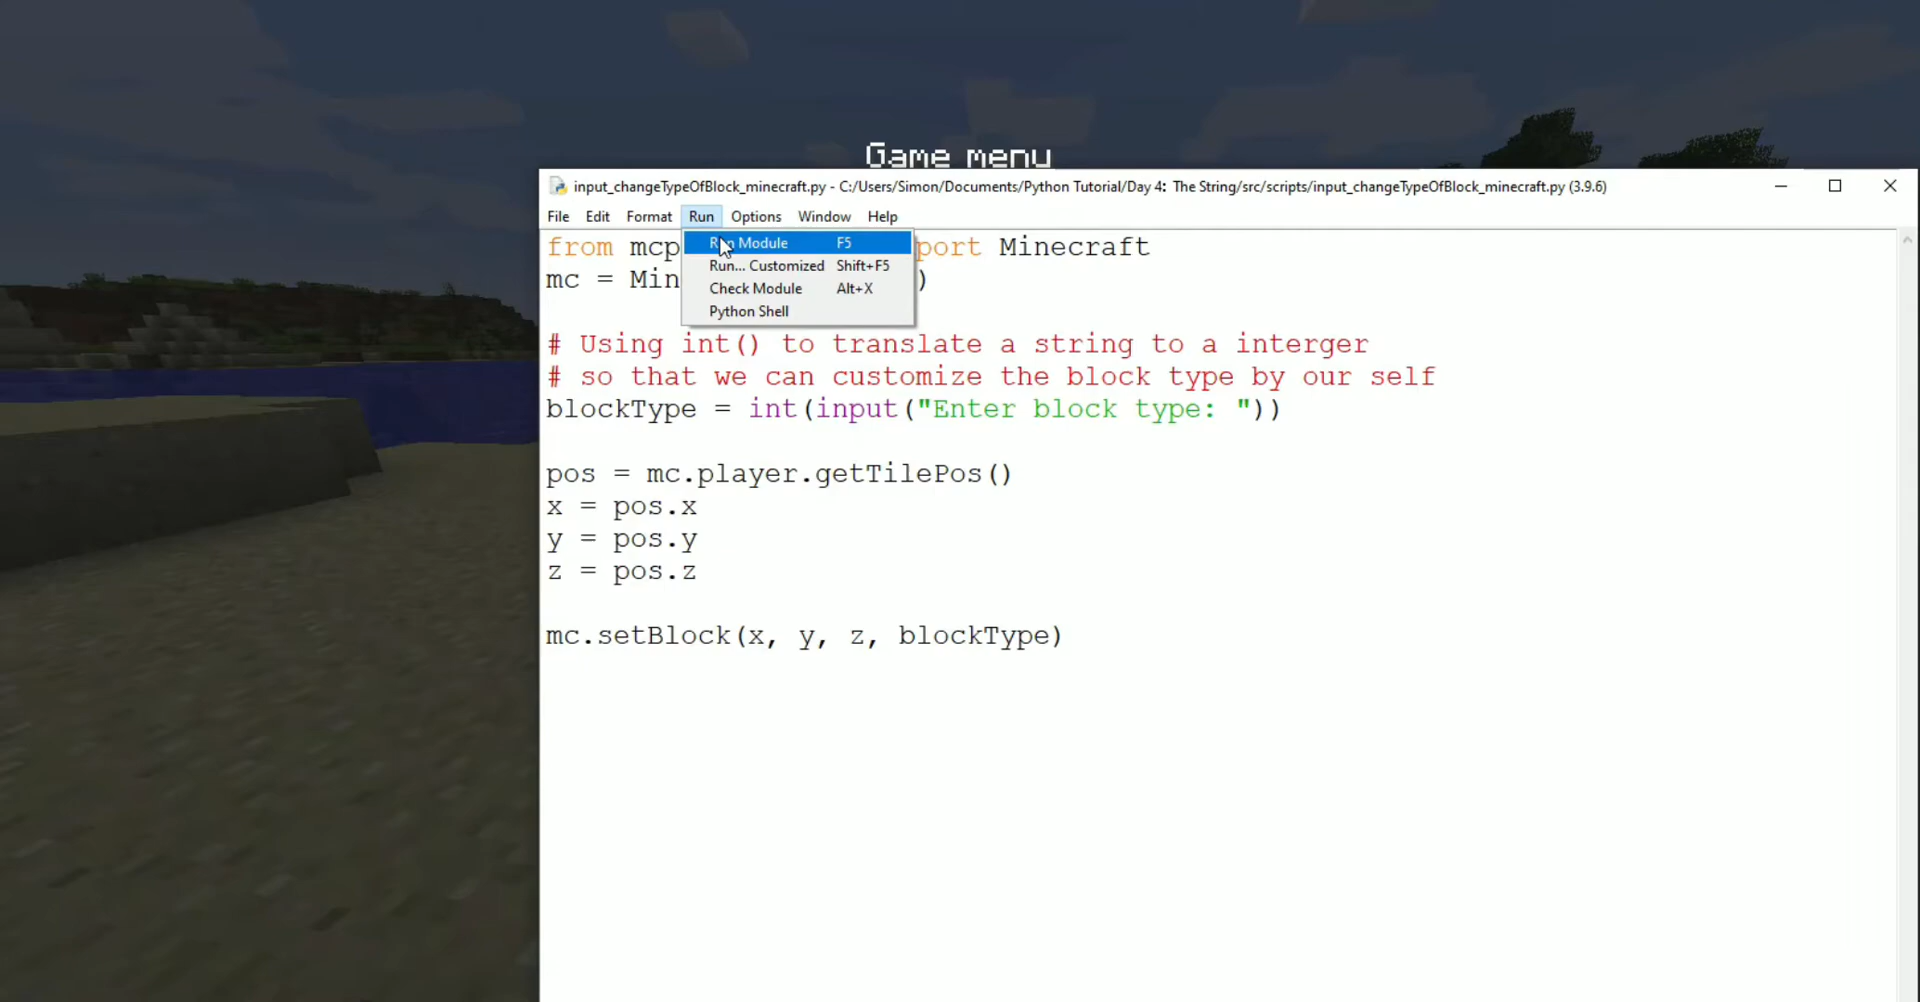 Game menu
input_changeTypeOfBlock_minecraft.py - C:/Users/Simon/Documents/Python Tutorial/Day 4: The String/src/scripts/input_changeTypeOfBlock_minecraft.py (3.9.6)
File Edit Format Run Options Window Help
from mcp port Minecraft
Run Module F5
Run... Customized Shift+F5
mc = Min )
Check Module Alt+X
Python Shell
# Using int() to translate a string to a interger
# so that we can customize the block type by our self
blockType = int(input("Enter block type: "))
pos = mc.player.getTilePos()
x = pos.x
y = pos.y
z = pos.z
mc.setBlock(x, y, z, blockType)